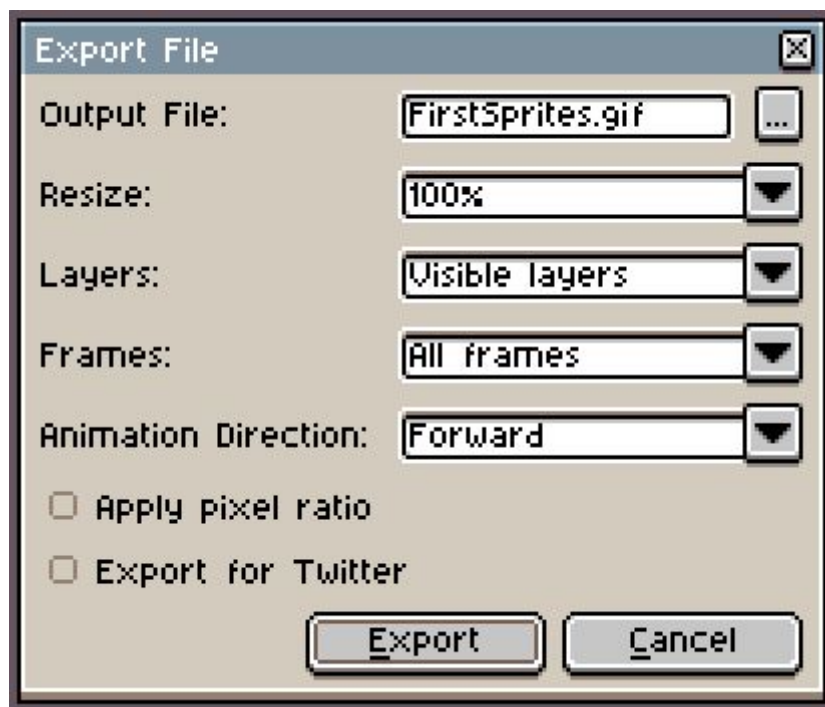 Export File
Output File: FirstSprites.gif ...
Resize: 100%
Layers: Visible layers
Frames: All frames
Animation Direction: Forward
Apply pixel ratio
Export for Twitter
Export Cancel